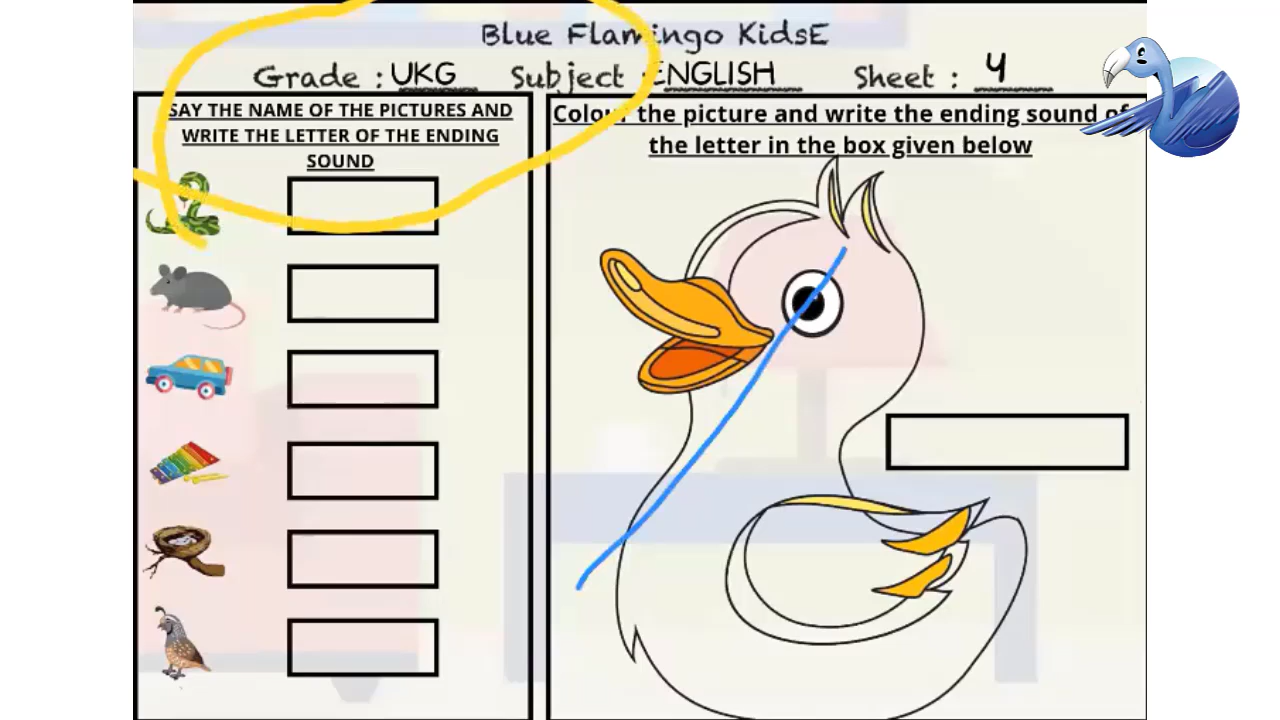 Blue Flamingo KidsE
Grade : UKG Subject : ENGLISH Sheet : 4
SAY THE NAME OF THE PICTURES AND
WRITE THE LETTER OF THE ENDING
SOUND
Colour the picture and write the ending sound of
the letter in the box given below